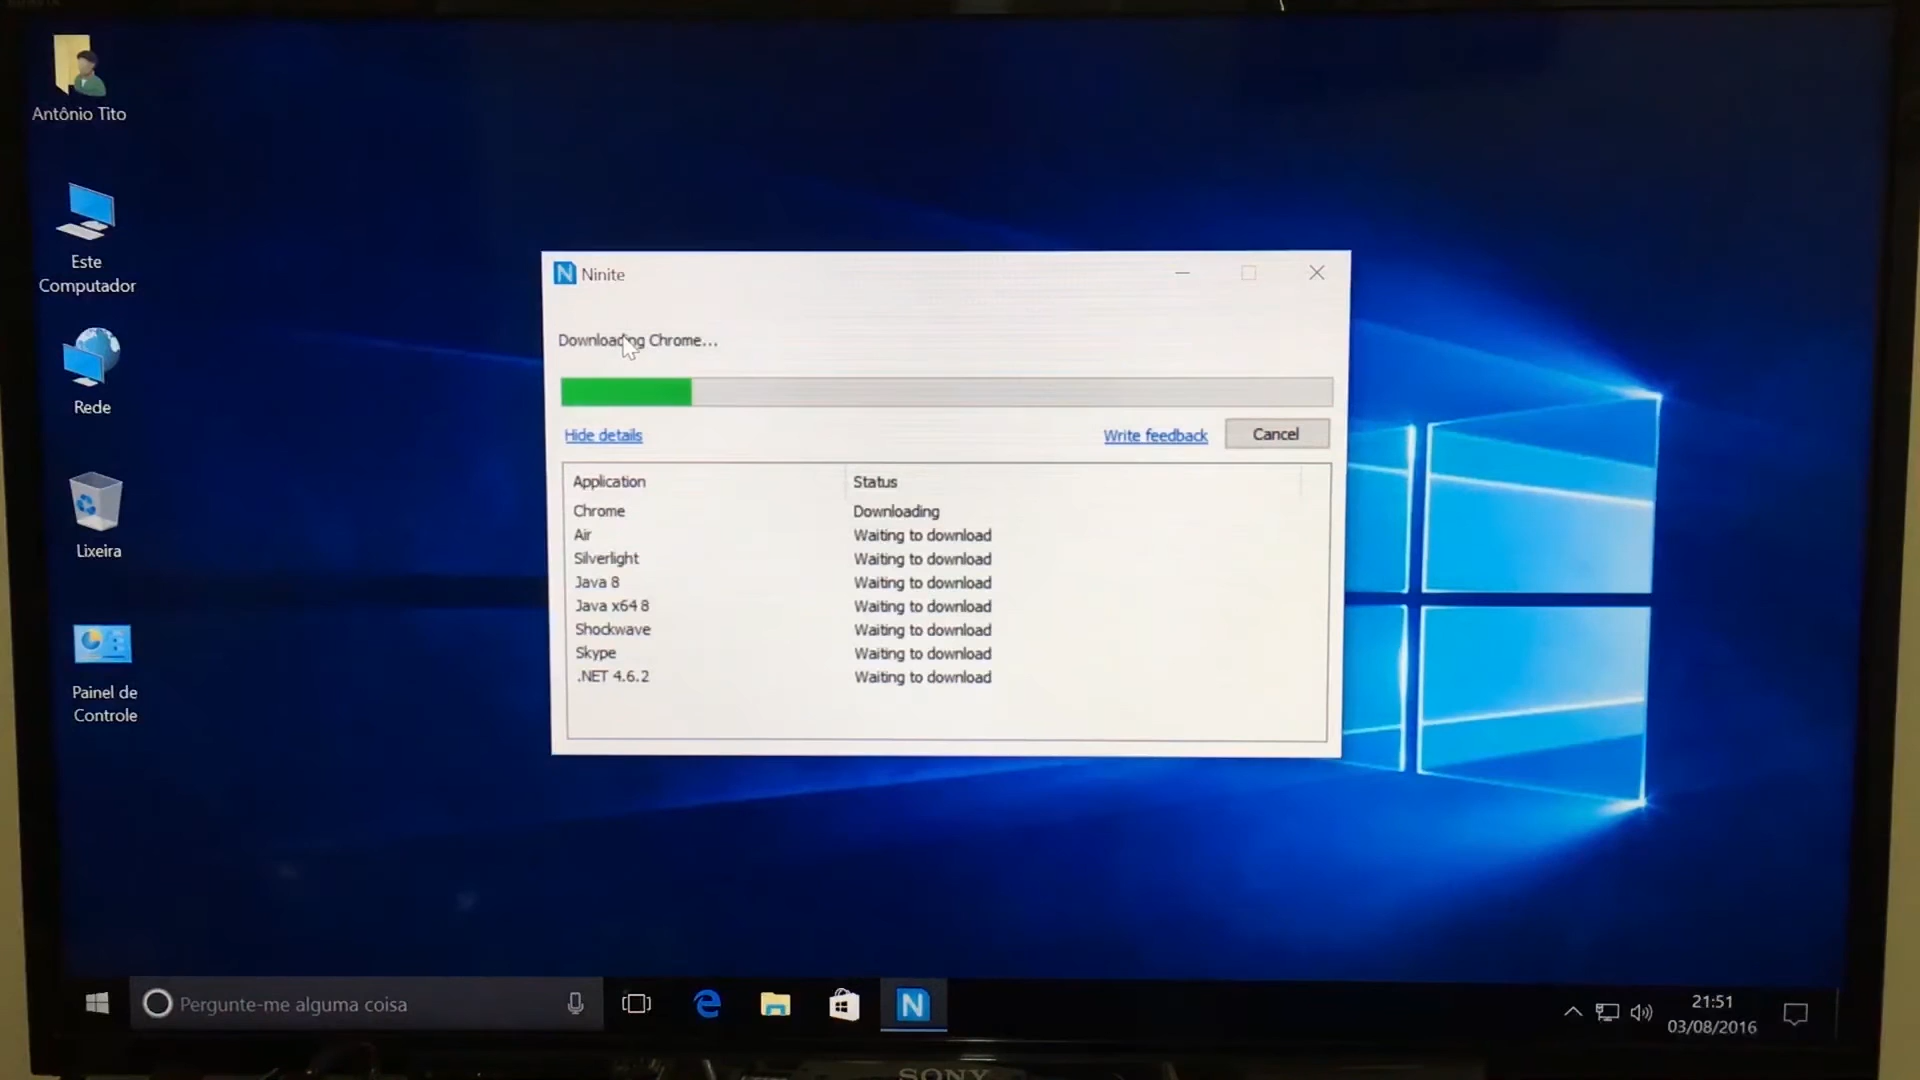 Antônio Tito
Este
Computador
Rede
Lixeira
Painel de
Controle
Ninite
Downloading Chrome...
Hide details
Write feedback
Cancel
Application Status
Chrome Downloading
Air Waiting to download
Silverlight Waiting to download
Java 8 Waiting to download
Java x64 8 Waiting to download
Shockwave Waiting to download
Skype Waiting to download
.NET 4.6.2 Waiting to download
Pergunte-me alguma coisa
21:51
03/08/2016
SONY